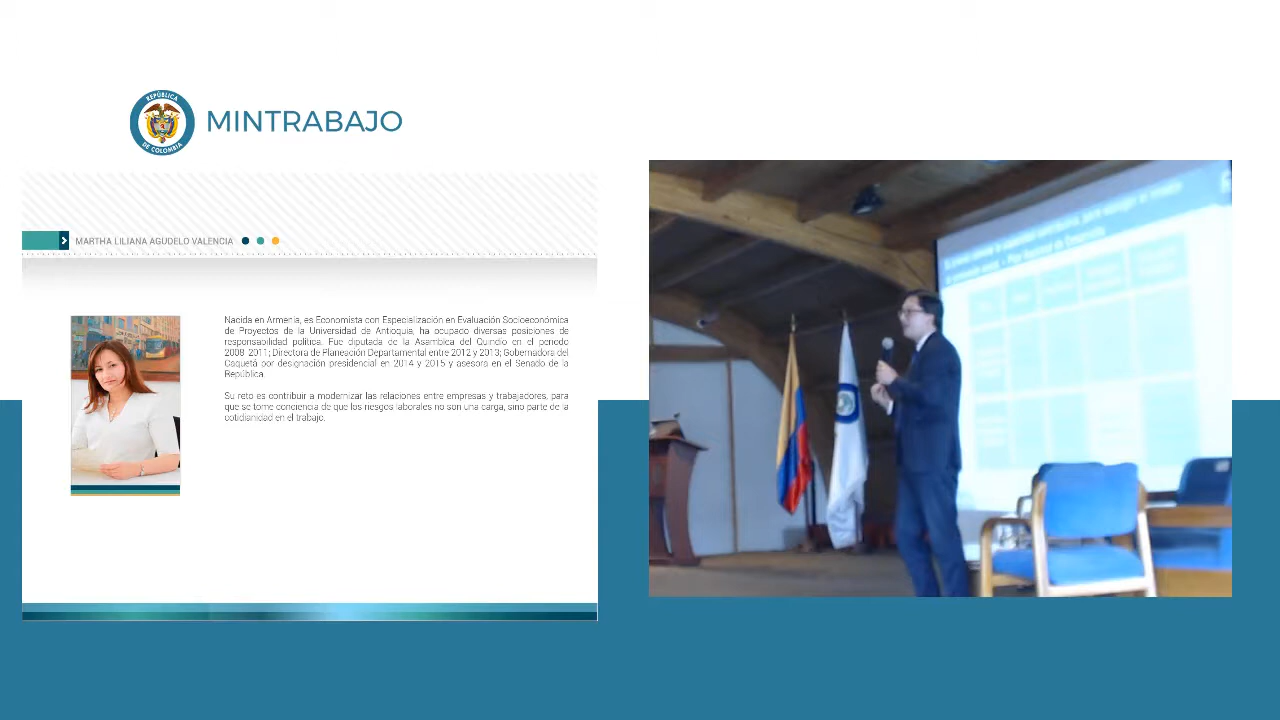 REPÚBLICA
DE COLOMBIA
MINTRABAJO
MARTHA LILIANA AGUDELO VALENCIA
Nacida en Armenia, es Economista con Especialización en Evaluación Socioeconómica
de Proyectos de la Universidad de Antioquia, ha ocupado diversas posiciones de
responsabilidad política. Fue diputada de la Asamblea del Quindío en el periodo
2008 2011; Directora de Planeación Departamental entre 2012 y 2013; Gobernadora del
Caquetá por designación presidencial en 2014 y 2015 y asesora en el Senado de la
República.
Su reto es contribuir a modernizar las relaciones entre empresas y trabajadores, para
que se tome conciencia de que los riesgos laborales no son una carga, sino parte de la
cotidianidad en el trabajo.